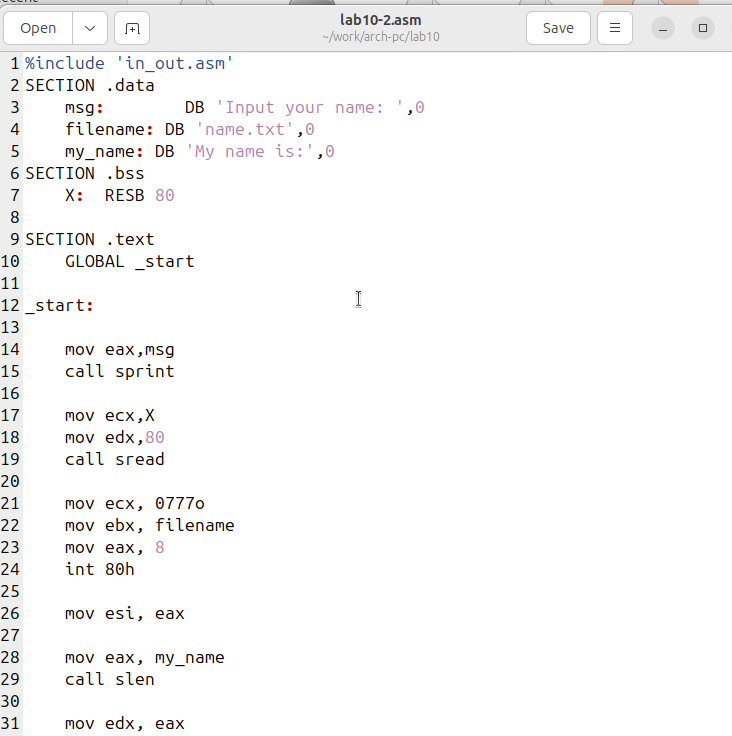 Open
lab10-2.asm
~/work/arch-pc/lab10
Save
1 %include 'in_out.asm'
2 SECTION .data
3     msg:        DB 'Input your name: ',0
4     filename: DB 'name.txt',0
5     my_name: DB 'My name is:',0
6 SECTION .bss
7     X:  RESB 80
8
9 SECTION .text
10     GLOBAL _start
11
12 _start:
13
14     mov eax,msg
15     call sprint
16
17     mov ecx,X
18     mov edx,80
19     call sread
20
21     mov ecx, 0777o
22     mov ebx, filename
23     mov eax, 8
24     int 80h
25
26     mov esi, eax
27
28     mov eax, my_name
29     call slen
30
31     mov edx, eax